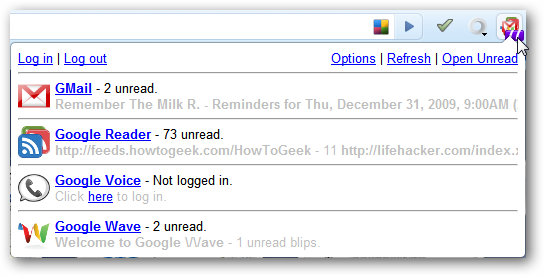 Log in | Log out Options | Refresh | Open Unread
GMail - 2 unread.
Remember The Milk R. - Reminders for Thu, December 31, 2009, 9:00AM (
Google Reader - 73 unread.
http://feeds.howtogeek.com/HowToGeek - 11 http://lifehacker.com/index.x
Google Voice - Not logged in.
Click here to log in.
Google Wave - 2 unread.
Welcome to Google Wave - 1 unread blips.